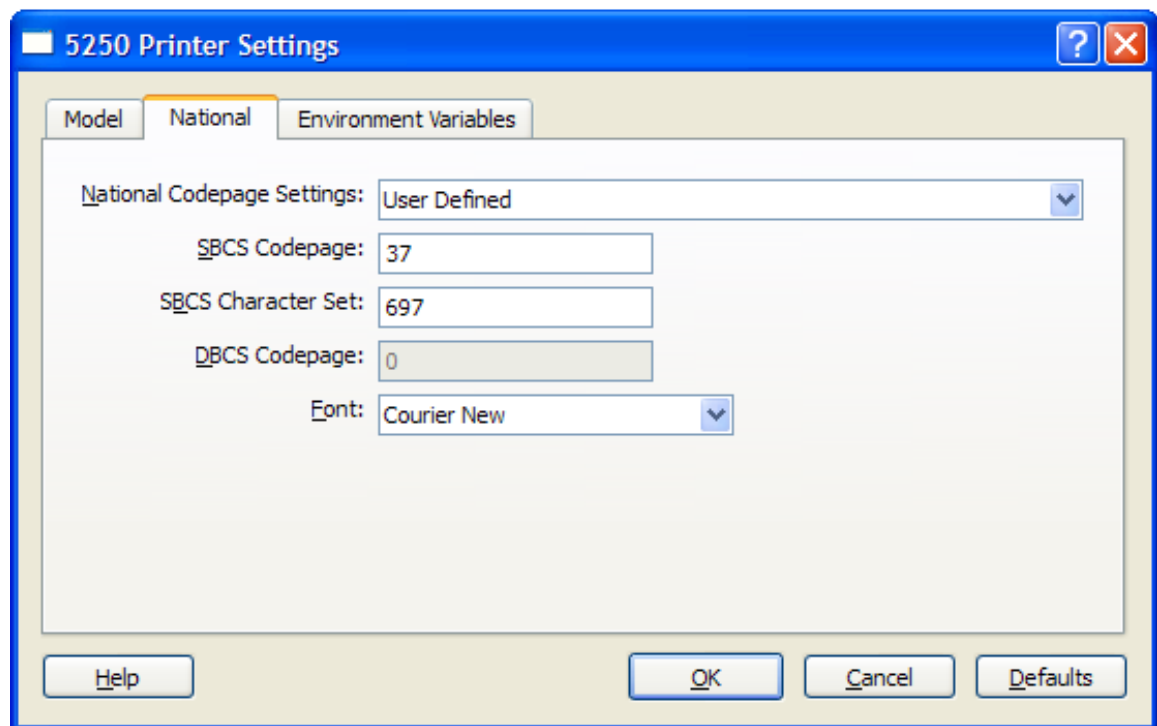 5250 Printer Settings
Model National Environment Variables
National Codepage Settings: User Defined
SBCS Codepage: 37
SBCS Character Set: 697
DBCS Codepage: 0
Font: Courier New
Help OK Cancel Defaults